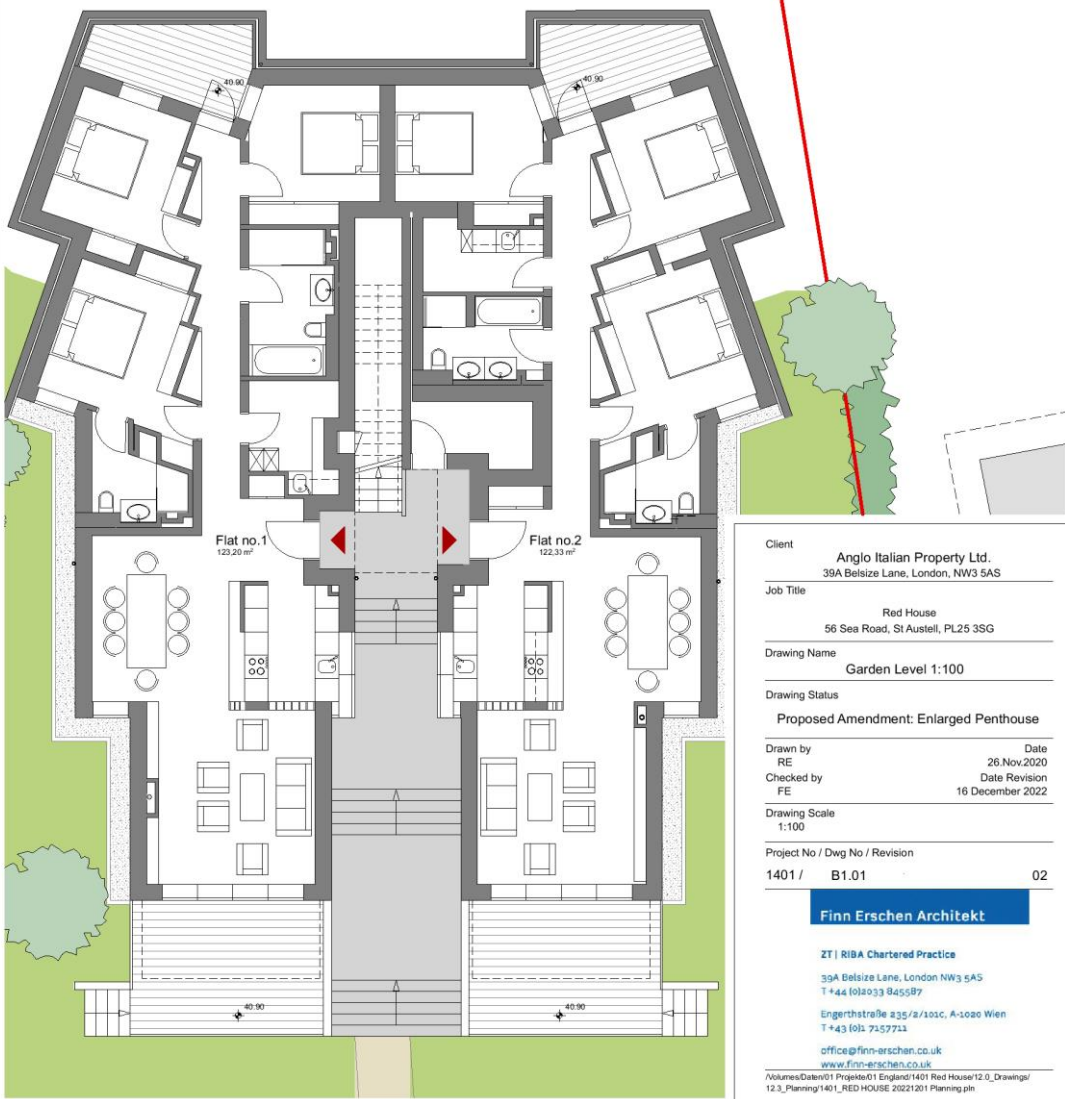 40.90
40.90
Flat no.1
123,20 m²
Flat no.2
122,33 m²
40.90
40.90
Client
Anglo Italian Property Ltd.
39A Belsize Lane, London, NW3 5AS
Job Title
Red House
56 Sea Road, St Austell, PL25 3SG
Drawing Name
Garden Level 1:100
Drawing Status
Proposed Amendment: Enlarged Penthouse
Drawn by Date
RE 26.Nov.2020
Checked by Date Revision
FE 16 December 2022
Drawing Scale
1:100
Project No / Dwg No / Revision
1401 / B1.01 02
Finn Erschen Architekt
ZT | RIBA Chartered Practice
39A Belsize Lane, London NW3 5AS
T +44 (0)2033 845587
Engerthstraße 235/2/101c, A-1020 Wien
T +43 (0)1 7157711
office@finn-erschen.co.uk
www.finn-erschen.co.uk
/Volumes/Daten/01 Projekte/01 England/1401 Red House/12.0_Drawings/
12.3_Planning/1401_RED HOUSE 20221201 Planning.pln